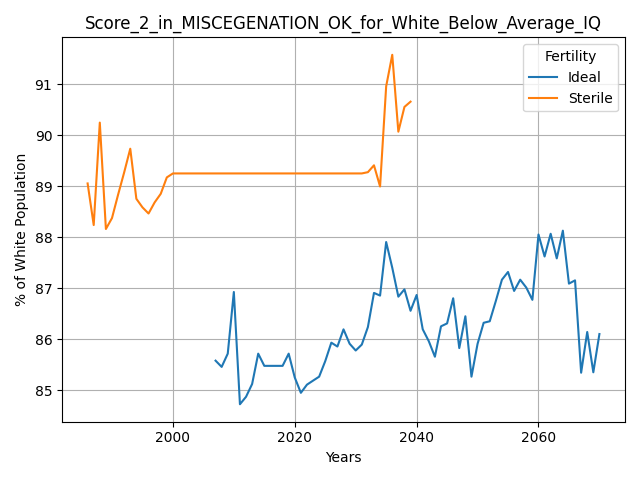 Score_2_in_MISCEGENATION_OK_for_White_Below_Average_IQ
Fertility
Ideal
Sterile
% of White Population
91
90
89
88
87
86
85
2000
2020
2040
2060
Years